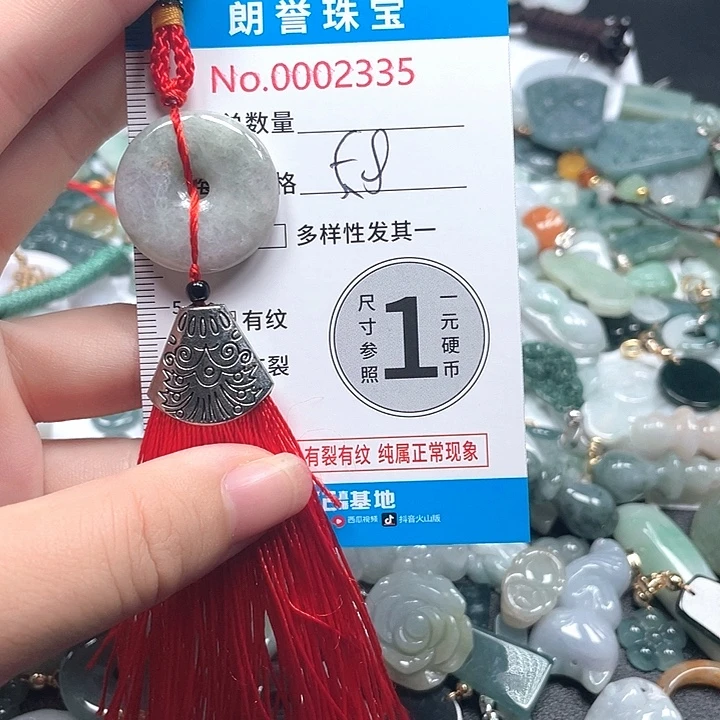 朗誉珠宝
No.0002335
数量
格
多样性发其一
5
有纹
裂
尺寸参照
1
一元硬币
有裂有纹 纯属正常现象
基地
西瓜视频 抖音火山版